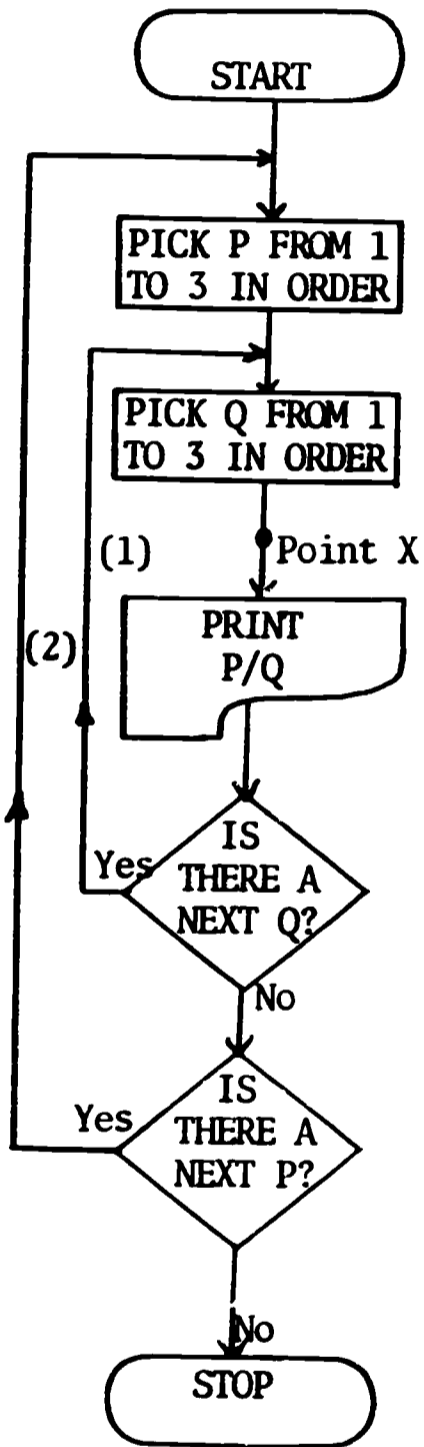 START
PICK P FROM 1
TO 3 IN ORDER
PICK Q FROM 1
TO 3 IN ORDER
(1)
Point X
(2)
PRINT
P/Q
IS
THERE A
NEXT Q?
Yes
No
IS
THERE A
NEXT P?
Yes
No
STOP